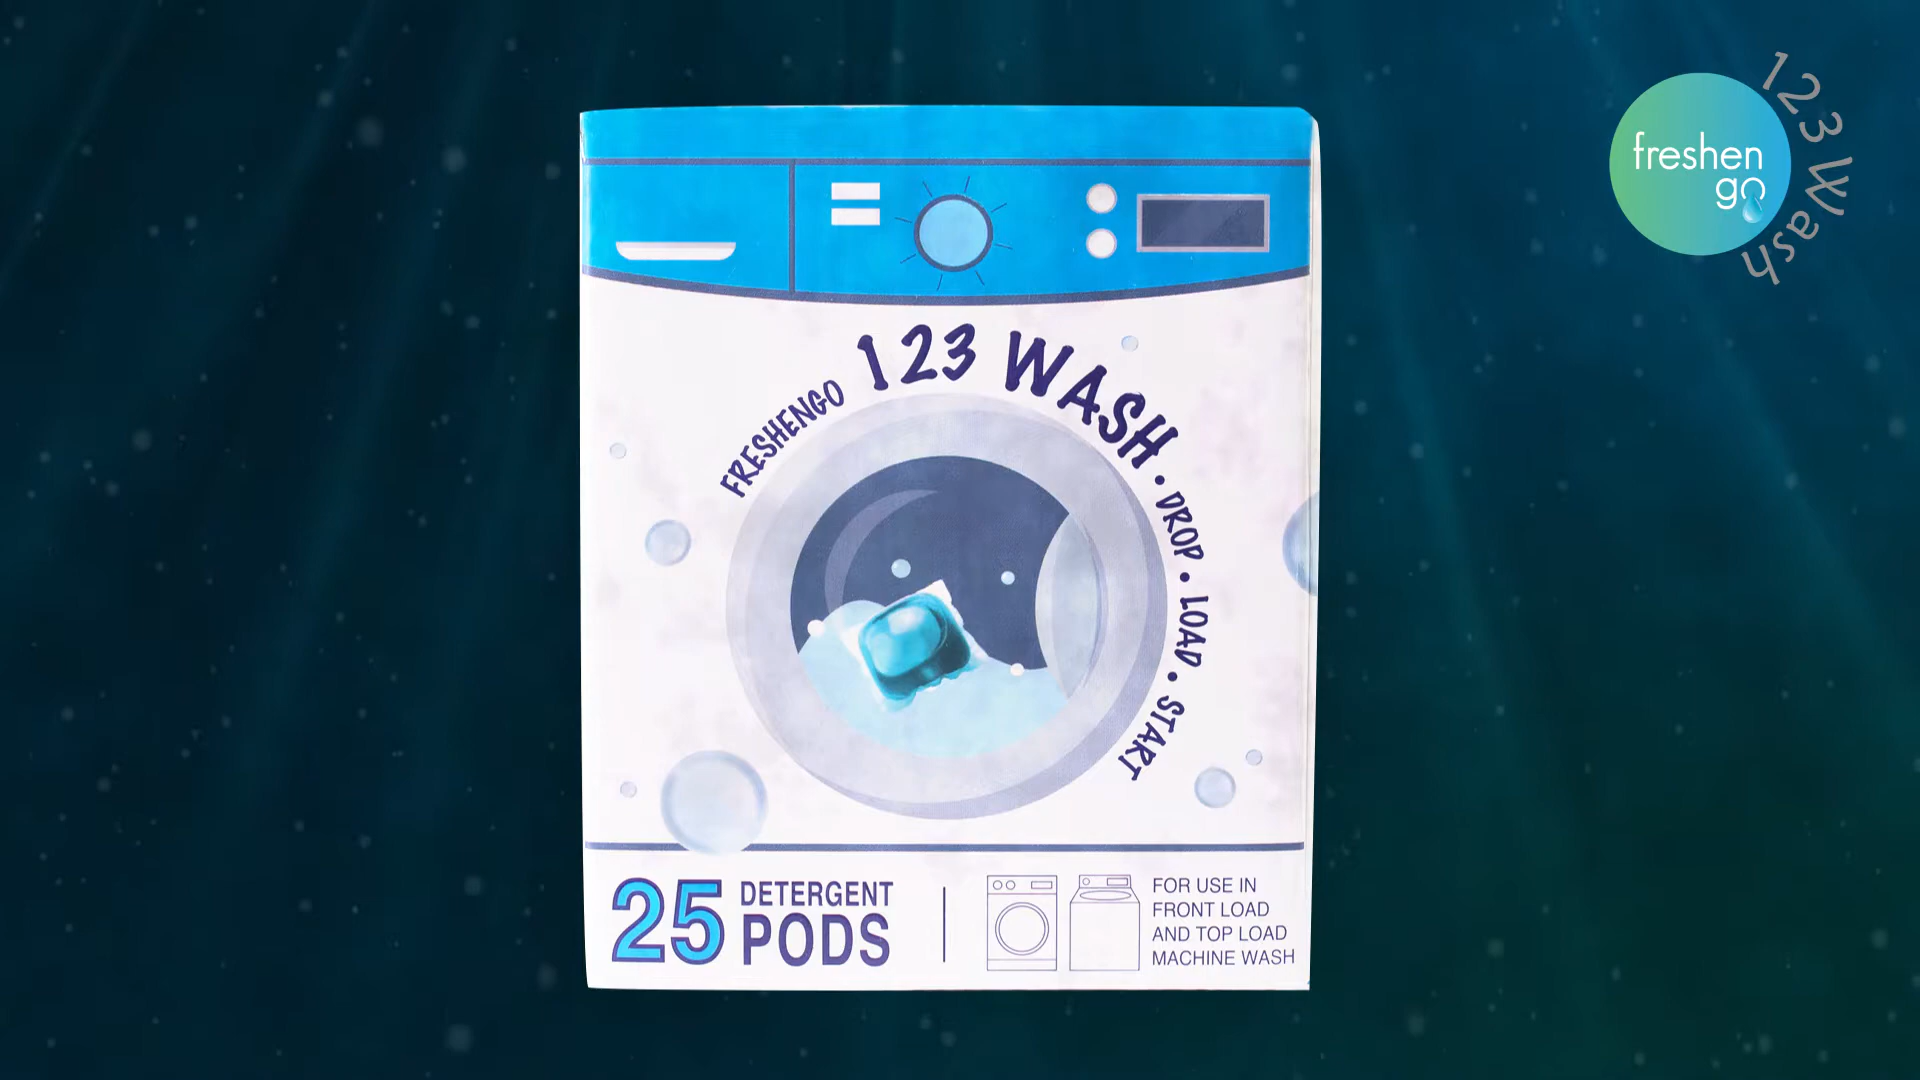 freshen
go
123 Wash
FRESHENGO 123 WASH • DROP • LOAD • START
25 DETERGENT
PODS
FOR USE IN
FRONT LOAD
AND TOP LOAD
MACHINE WASH